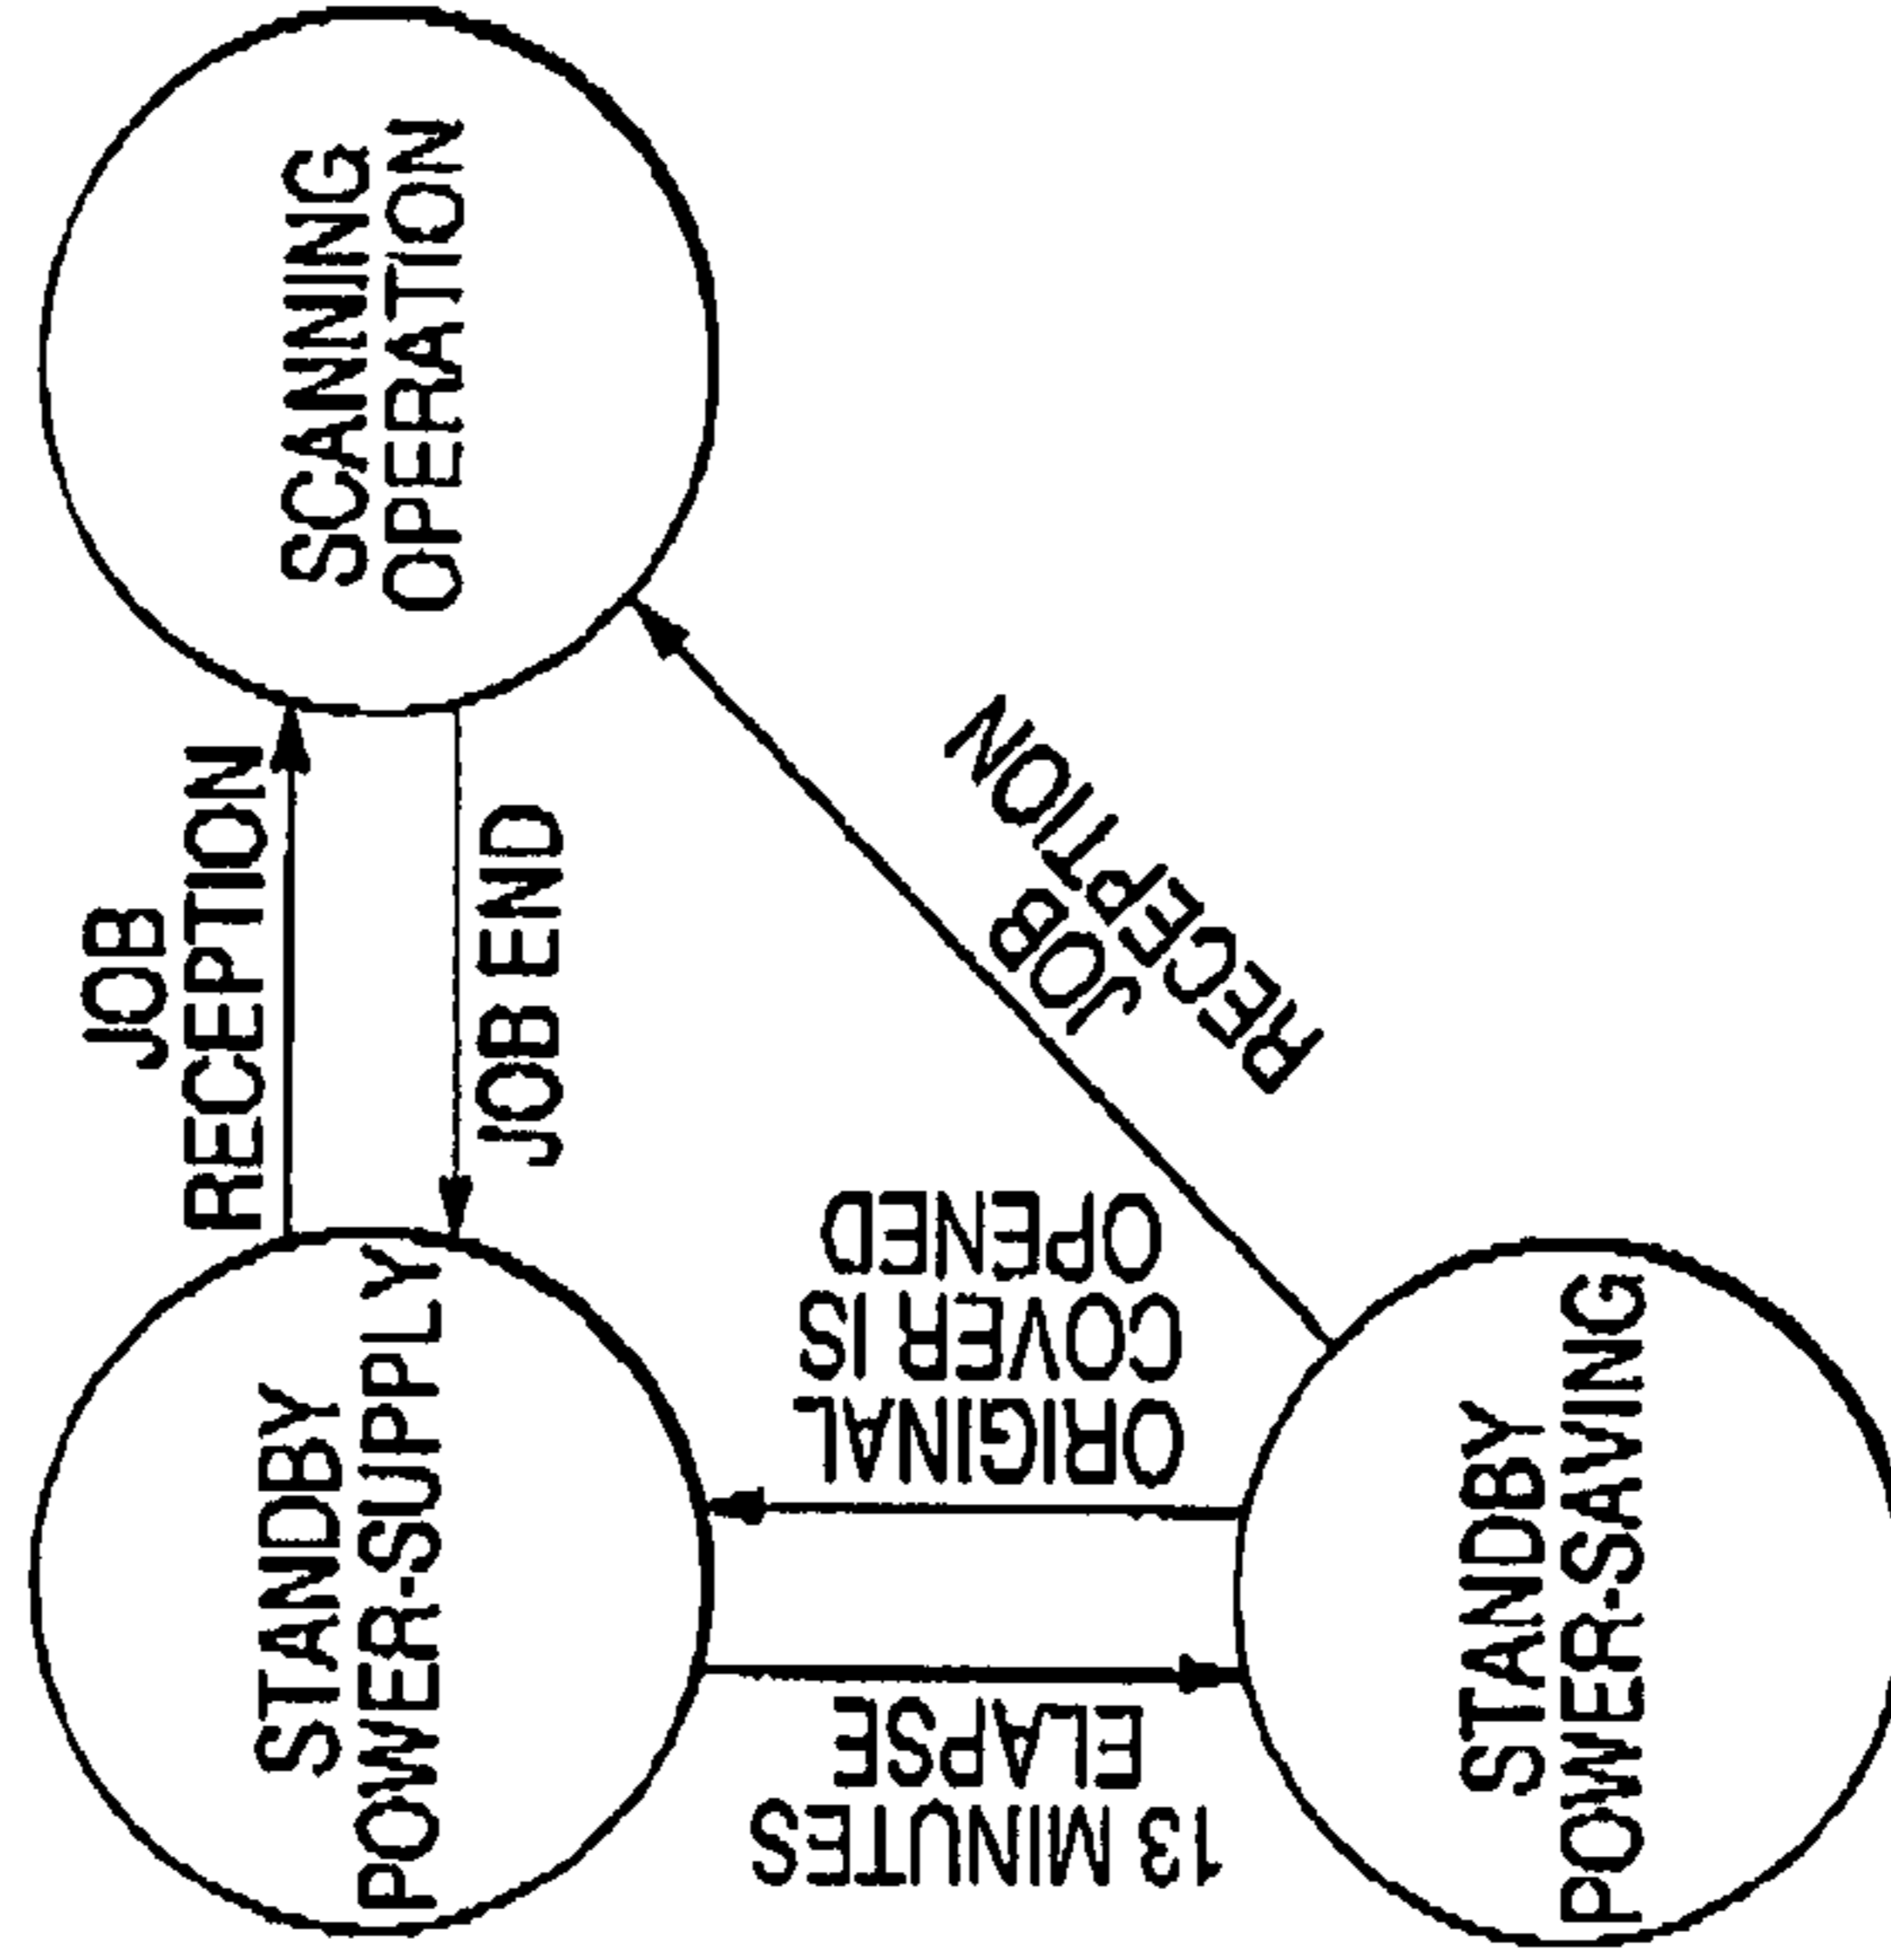 STANDBY
POWER-SUPPLY
JOB
RECEPTION
JOB END
SCANNING
OPERATION
13 MINUTES
ELAPSE
ORIGINAL
COVER IS
OPENED
JOB
RECEPTION
STANDBY
POWER-SAVING